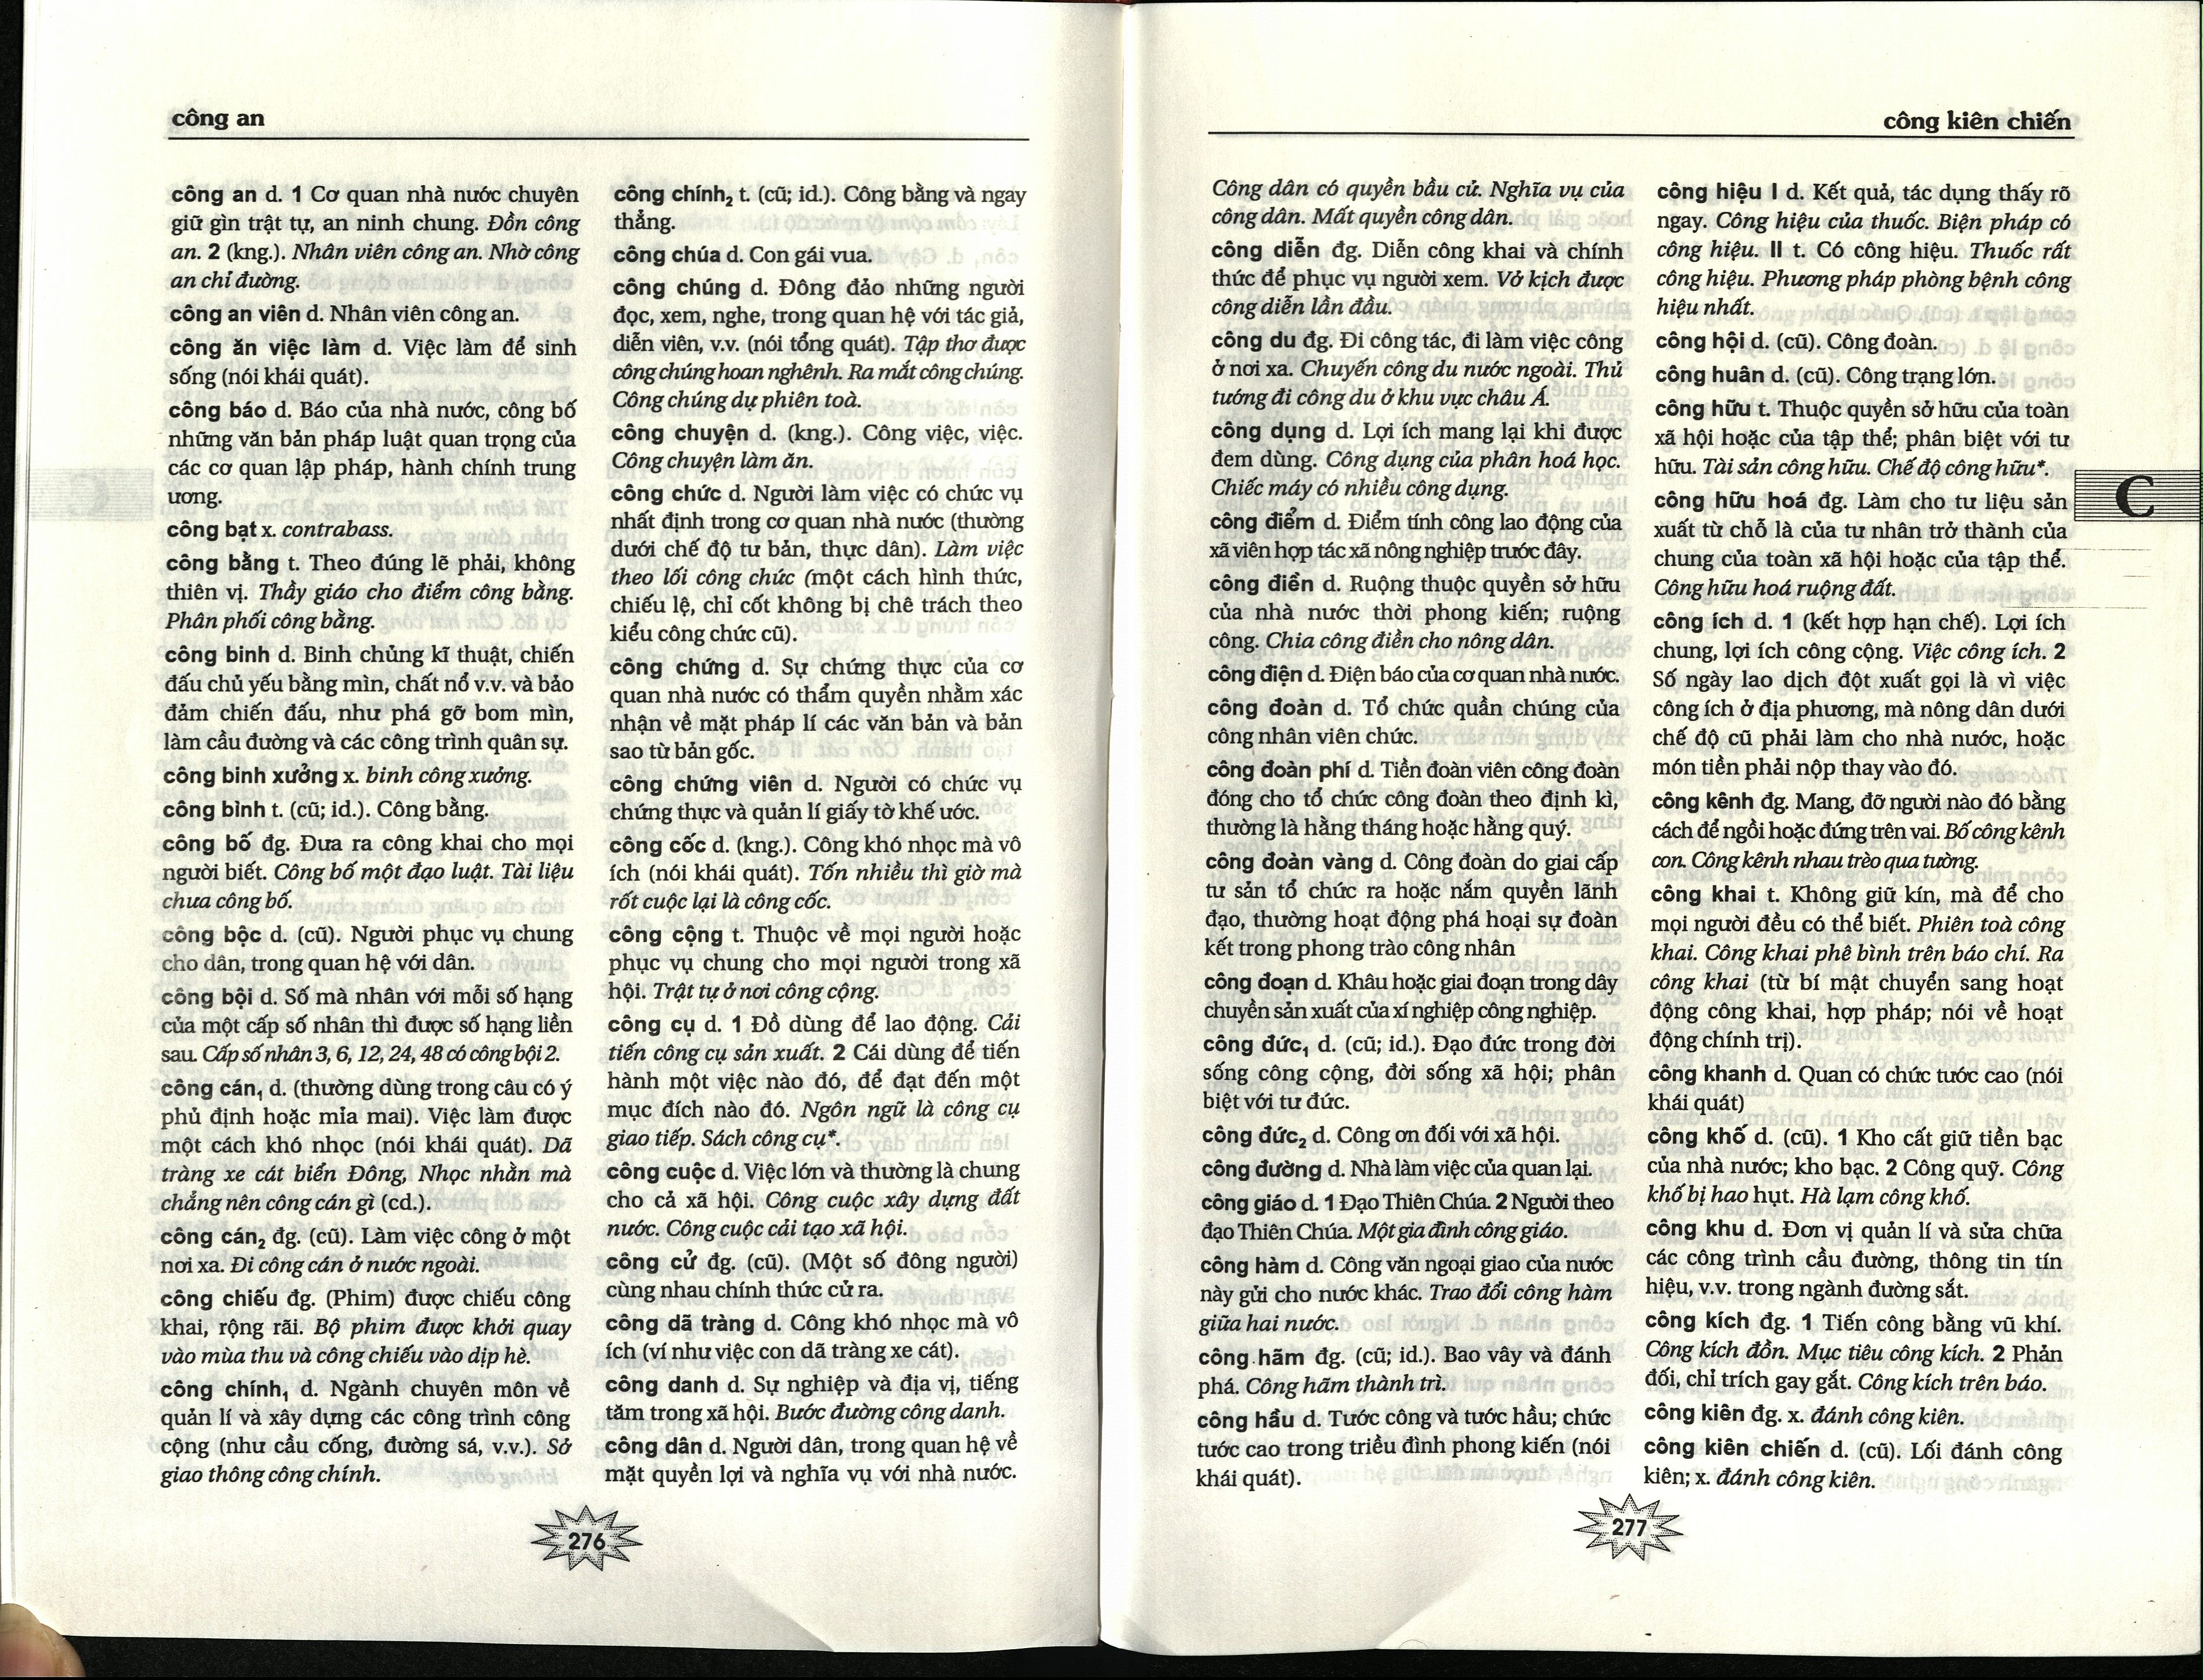 công an
công an d. 1 Cơ quan nhà nước chuyên
giữ gìn trật tự, an ninh chung. Đồn công
an. 2 (kng.). Nhân viên công an. Nhờ công
an chỉ đường.
công an viên d. Nhân viên công an.
công ăn việc làm d. Việc làm để sinh
sống (nói khái quát).
công báo d. Báo của nhà nước, công bố
những văn bản pháp luật quan trọng của
các cơ quan lập pháp, hành chính trung
ương.
công bạt x. contrabass.
công bằng t. Theo đúng lẽ phải, không
thiên vị. Thầy giáo cho điểm công bằng.
Phân phối công bằng.
công binh d. Binh chủng kĩ thuật, chiến
đấu chủ yếu bằng mìn, chất nổ v.v. và bảo
đảm chiến đấu, như phá gỡ bom mìn,
làm cầu đường và các công trình quân sự.
công binh xưởng x. binh công xưởng.
công bình t. (cũ; id.). Công bằng.
công bố đg. Đưa ra công khai cho mọi
người biết. Công bố một đạo luật. Tài liệu
chưa công bố.
công bộc d. (cũ). Người phục vụ chung
cho dân, trong quan hệ với dân.
công bội d. Số mà nhân với mỗi số hạng
của một cấp số nhân thì được số hạng liền
sau. Cấp số nhân 3, 6, 12, 24, 48 có công bội 2.
công cán₁ d. (thường dùng trong câu có ý
phủ định hoặc mỉa mai). Việc làm được
một cách khó nhọc (nói khái quát). Dã
tràng xe cát biển Đông, Nhọc nhằn mà
chẳng nên công cán gì (cd.).
công cán₂ đg. (cũ). Làm việc công ở một
nơi xa. Đi công cán ở nước ngoài.
công chiếu đg. (Phim) được chiếu công
khai, rộng rãi. Bộ phim được khởi quay
vào mùa thu và công chiếu vào dịp hè.
công chính₁ d. Ngành chuyên môn về
quản lí và xây dựng các công trình công
cộng (như cầu cống, đường sá, v.v.). Sở
giao thông công chính.
công chính₂ t. (cũ; id.). Công bằng và ngay
thẳng.
công chúa d. Con gái vua.
công chúng d. Đông đảo những người
đọc, xem, nghe, trong quan hệ với tác giả,
diễn viên, v.v. (nói tổng quát). Tập thơ được
công chúng hoan nghênh. Ra mắt công chúng.
Công chúng dự phiên toà.
công chuyện d. (kng.). Công việc, việc.
Công chuyện làm ăn.
công chức d. Người làm việc có chức vụ
nhất định trong cơ quan nhà nước (thường
dưới chế độ tư bản, thực dân). Làm việc
theo lối công chức (một cách hình thức,
chiếu lệ, chỉ cốt không bị chê trách theo
kiểu công chức cũ).
công chứng d. Sự chứng thực của cơ
quan nhà nước có thẩm quyền nhằm xác
nhận về mặt pháp lí các văn bản và bản
sao từ bản gốc.
công chứng viên d. Người có chức vụ
chứng thực và quản lí giấy tờ khế ước.
công cốc d. (kng.). Công khó nhọc mà vô
ích (nói khái quát). Tốn nhiều thì giờ mà
rốt cuộc lại là công cốc.
công cộng t. Thuộc về mọi người hoặc
phục vụ chung cho mọi người trong xã
hội. Trật tự ở nơi công cộng.
công cụ d. 1 Đồ dùng để lao động. Cải
tiến công cụ sản xuất. 2 Cái dùng để tiến
hành một việc nào đó, để đạt đến một
mục đích nào đó. Ngôn ngữ là công cụ
giao tiếp. Sách công cụ*.
công cuộc d. Việc lớn và thường là chung
cho cả xã hội. Công cuộc xây dựng đất
nước. Công cuộc cải tạo xã hội.
công cử đg. (cũ). (Một số đông người)
cùng nhau chính thức cử ra.
công dã tràng d. Công khó nhọc mà vô
ích (ví như việc con dã tràng xe cát).
công danh d. Sự nghiệp và địa vị, tiếng
tăm trong xã hội. Bước đường công danh.
công dân d. Người dân, trong quan hệ về
mặt quyền lợi và nghĩa vụ với nhà nước.
276
công kiên chiến
Công dân có quyền bầu cử. Nghĩa vụ của
công dân. Mất quyền công dân.
công diễn đg. Diễn công khai và chính
thức để phục vụ người xem. Vở kịch được
công diễn lần đầu.
công du đg. Đi công tác, đi làm việc công
ở nơi xa. Chuyến công du nước ngoài. Thủ
tướng đi công du ở khu vực châu Á.
công dụng d. Lợi ích mang lại khi được
đem dùng. Công dụng của phân hoá học.
Chiếc máy có nhiều công dụng.
công điểm d. Điểm tính công lao động của
xã viên hợp tác xã nông nghiệp trước đây.
công điền d. Ruộng thuộc quyền sở hữu
của nhà nước thời phong kiến; ruộng
công. Chia công điền cho nông dân.
công điện d. Điện báo của cơ quan nhà nước.
công đoàn d. Tổ chức quần chúng của
công nhân viên chức.
công đoàn phí d. Tiền đoàn viên công đoàn
đóng cho tổ chức công đoàn theo định kì,
thường là hằng tháng hoặc hằng quý.
công đoàn vàng d. Công đoàn do giai cấp
tư sản tổ chức ra hoặc nắm quyền lãnh
đạo, thường hoạt động phá hoại sự đoàn
kết trong phong trào công nhân
công đoạn d. Khâu hoặc giai đoạn trong dây
chuyền sản xuất của xí nghiệp công nghiệp.
công đức₁ d. (cũ; id.). Đạo đức trong đời
sống công cộng, đời sống xã hội; phân
biệt với tư đức.
công đức₂ d. Công ơn đối với xã hội.
công đường d. Nhà làm việc của quan lại.
công giáo d. 1 Đạo Thiên Chúa. 2 Người theo
đạo Thiên Chúa. Một gia đình công giáo.
công hàm d. Công văn ngoại giao của nước
này gửi cho nước khác. Trao đổi công hàm
giữa hai nước.
công hãm đg. (cũ; id.). Bao vây và đánh
phá. Công hãm thành trì.
công hầu d. Tước công và tước hầu; chức
tước cao trong triều đình phong kiến (nói
khái quát).
công hiệu I d. Kết quả, tác dụng thấy rõ
ngay. Công hiệu của thuốc. Biện pháp có
công hiệu. II t. Có công hiệu. Thuốc rất
công hiệu. Phương pháp phòng bệnh công
hiệu nhất.
công hội d. (cũ). Công đoàn.
công huân d. (cũ). Công trạng lớn.
công hữu t. Thuộc quyền sở hữu của toàn
xã hội hoặc của tập thể; phân biệt với tư
hữu. Tài sản công hữu. Chế độ công hữu*.
công hữu hoá đg. Làm cho tư liệu sản
xuất từ chỗ là của tự nhân trở thành của
chung của toàn xã hội hoặc của tập thể.
Công hữu hoá ruộng đất.
công ích d. 1 (kết hợp hạn chế). Lợi ích
chung, lợi ích công cộng. Việc công ích. 2
Số ngày lao dịch đột xuất gọi là vì việc
công ích ở địa phương, mà nông dân dưới
chế độ cũ phải làm cho nhà nước, hoặc
món tiền phải nộp thay vào đó.
công kênh đg. Mang, đỡ người nào đó bằng
cách để ngồi hoặc đứng trên vai. Bố công kênh
con. Công kênh nhau trèo qua tường.
công khai t. Không giữ kín, mà để cho
mọi người đều có thể biết. Phiên toà công
khai. Công khai phê bình trên báo chí. Ra
công khai (từ bí mật chuyển sang hoạt
động công khai, hợp pháp; nói về hoạt
động chính trị).
công khanh d. Quan có chức tước cao (nói
khái quát)
công khố d. (cũ). 1 Kho cất giữ tiền bạc
của nhà nước; kho bạc. 2 Công quỹ. Công
khố bị hao hụt. Hà lạm công khố.
công khu d. Đơn vị quản lí và sửa chữa
các công trình cầu đường, thông tin tín
hiệu, v.v. trong ngành đường sắt.
công kích đg. 1 Tiến công bằng vũ khí.
Công kích đồn. Mục tiêu công kích. 2 Phản
đối, chỉ trích gay gắt. Công kích trên báo.
công kiên đg. x. đánh công kiên.
công kiên chiến d. (cũ). Lối đánh công
kiên; x. đánh công kiên.
C
277